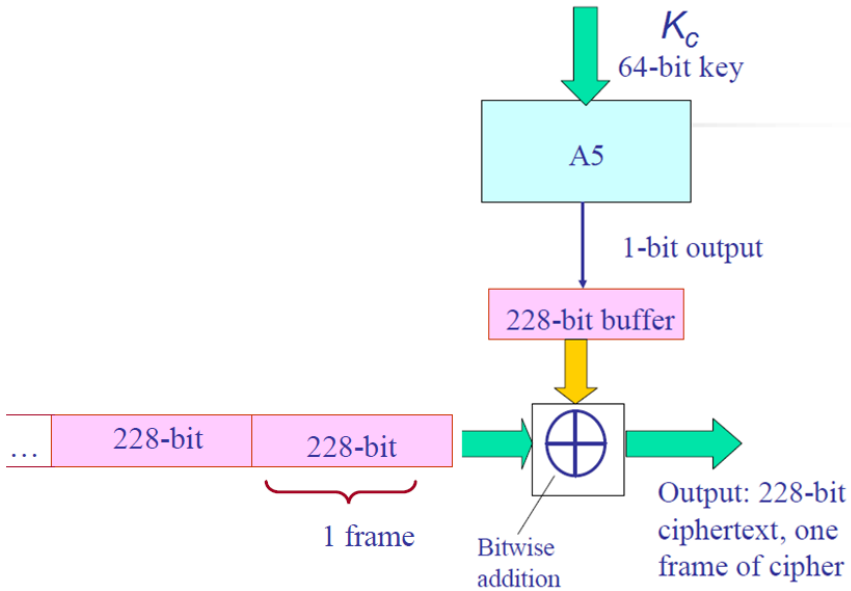 Kc
64-bit key
A5
1-bit output
228-bit buffer
...
228-bit
228-bit
1 frame
Bitwise
addition
Output: 228-bit
ciphertext, one
frame of cipher